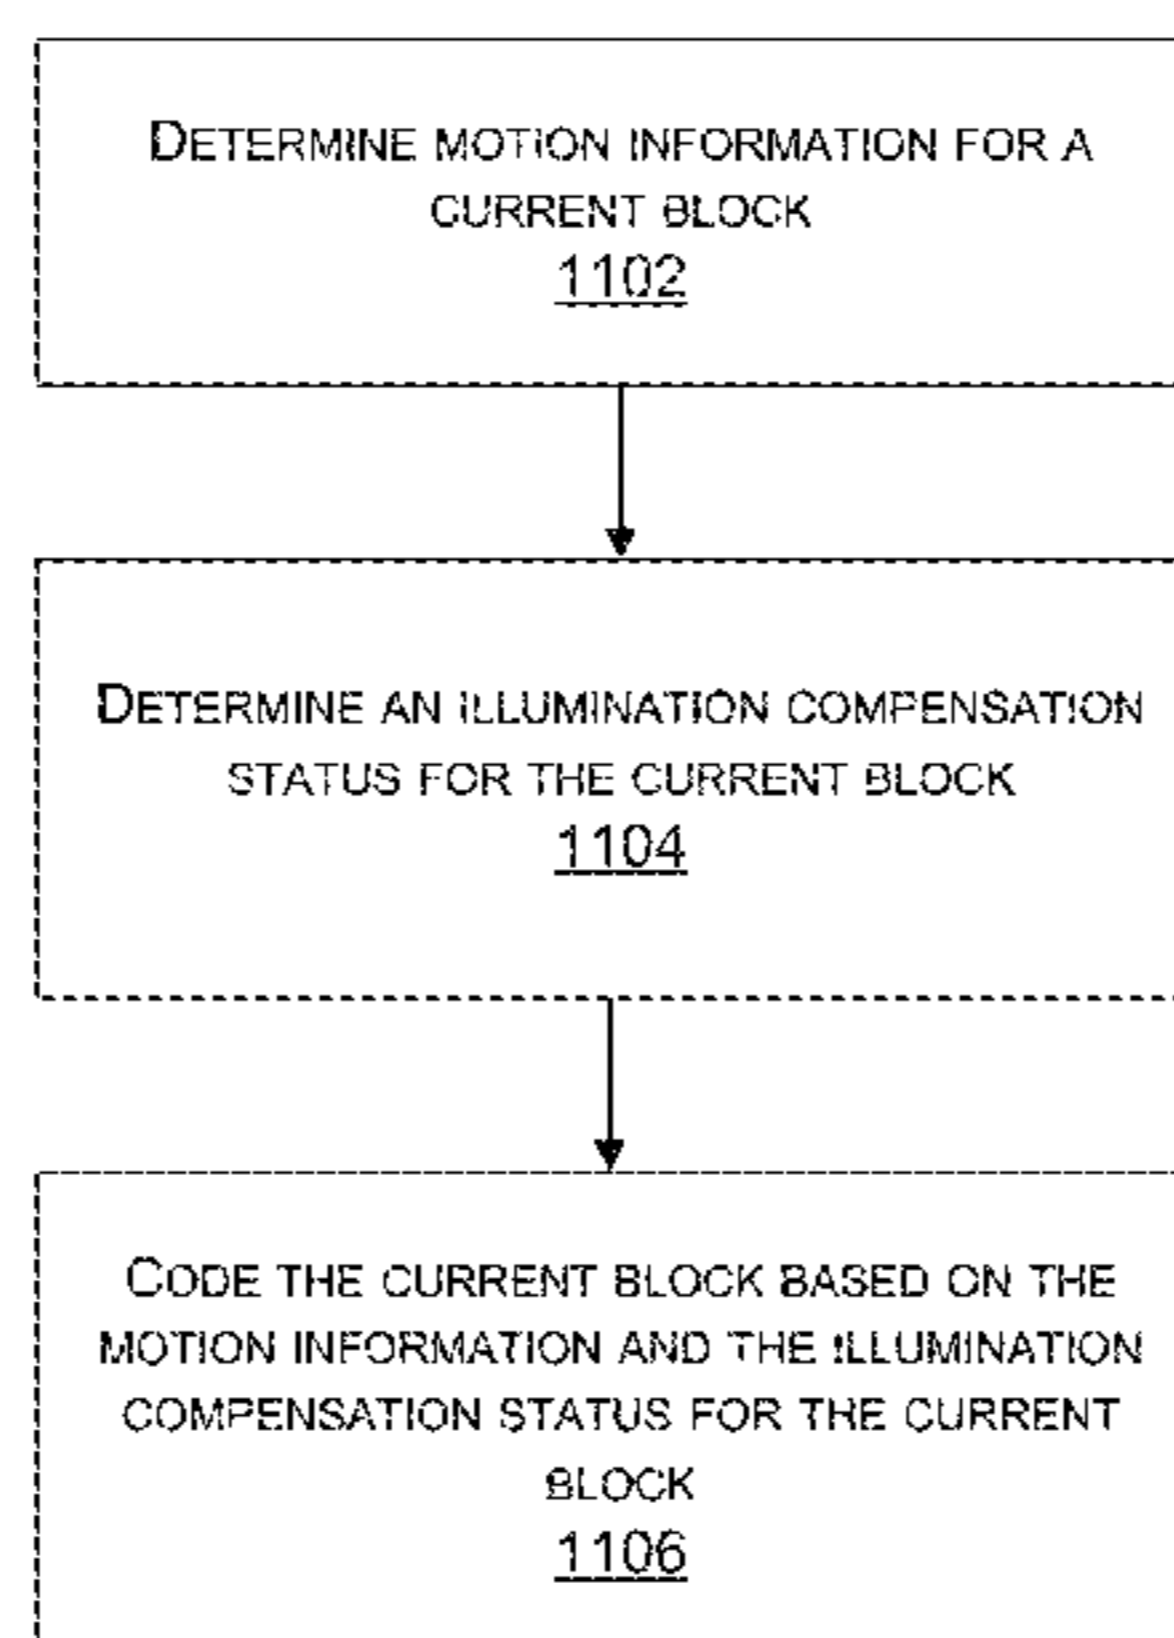 DETERMINE MOTION INFORMATION FOR A
CURRENT BLOCK
1102
DETERMINE AN ILLUMINATION COMPENSATION
STATUS FOR THE CURRENT BLOCK
1104
CODE THE CURRENT BLOCK BASED ON THE
MOTION INFORMATION AND THE ILLUMINATION
COMPENSATION STATUS FOR THE CURRENT
BLOCK
1106